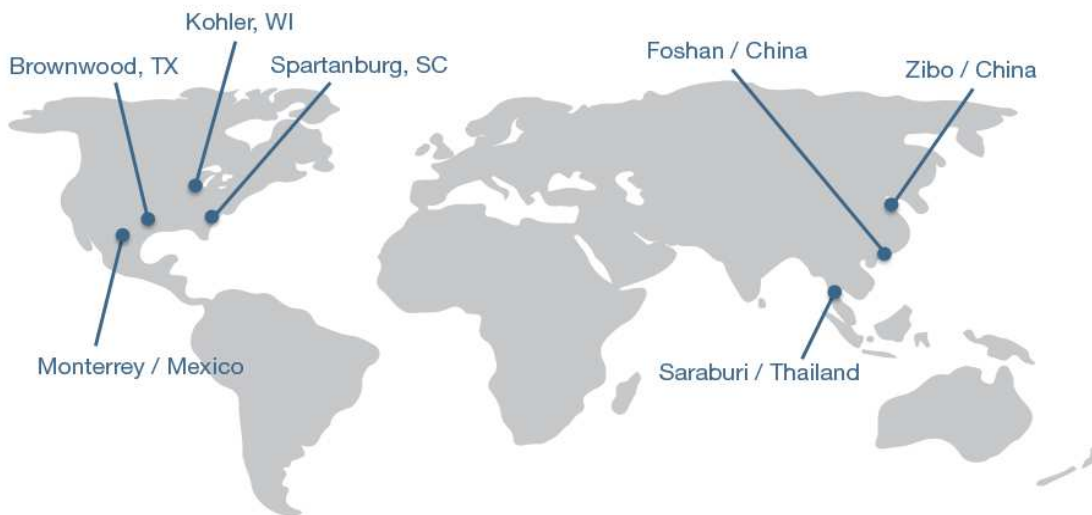 Kohler, WI
Brownwood, TX
Spartanburg, SC
Foshan / China
Zibo / China
Monterrey / Mexico
Saraburi / Thailand